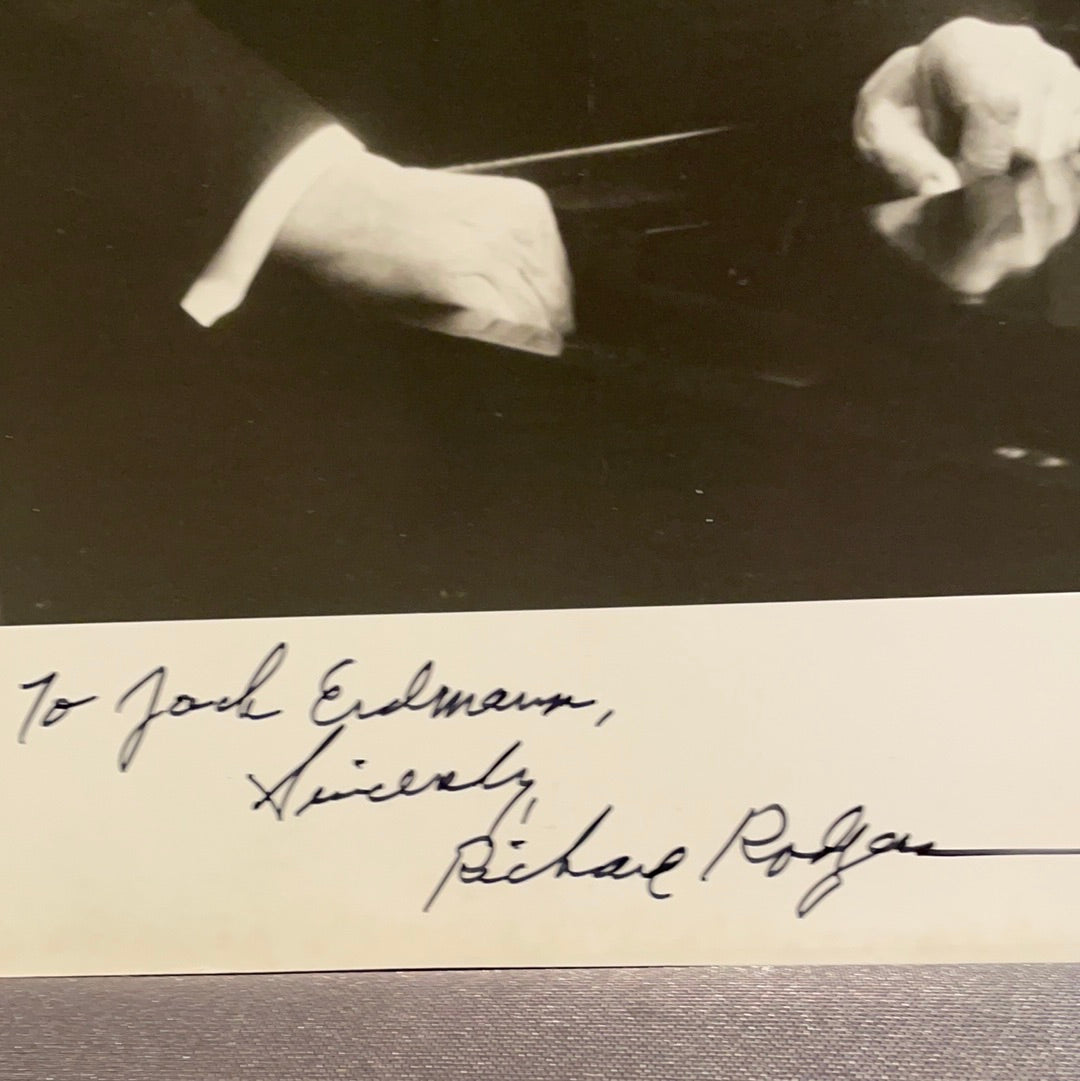 To Jack Erdmann,
Sincerely,
Richard Rodgers